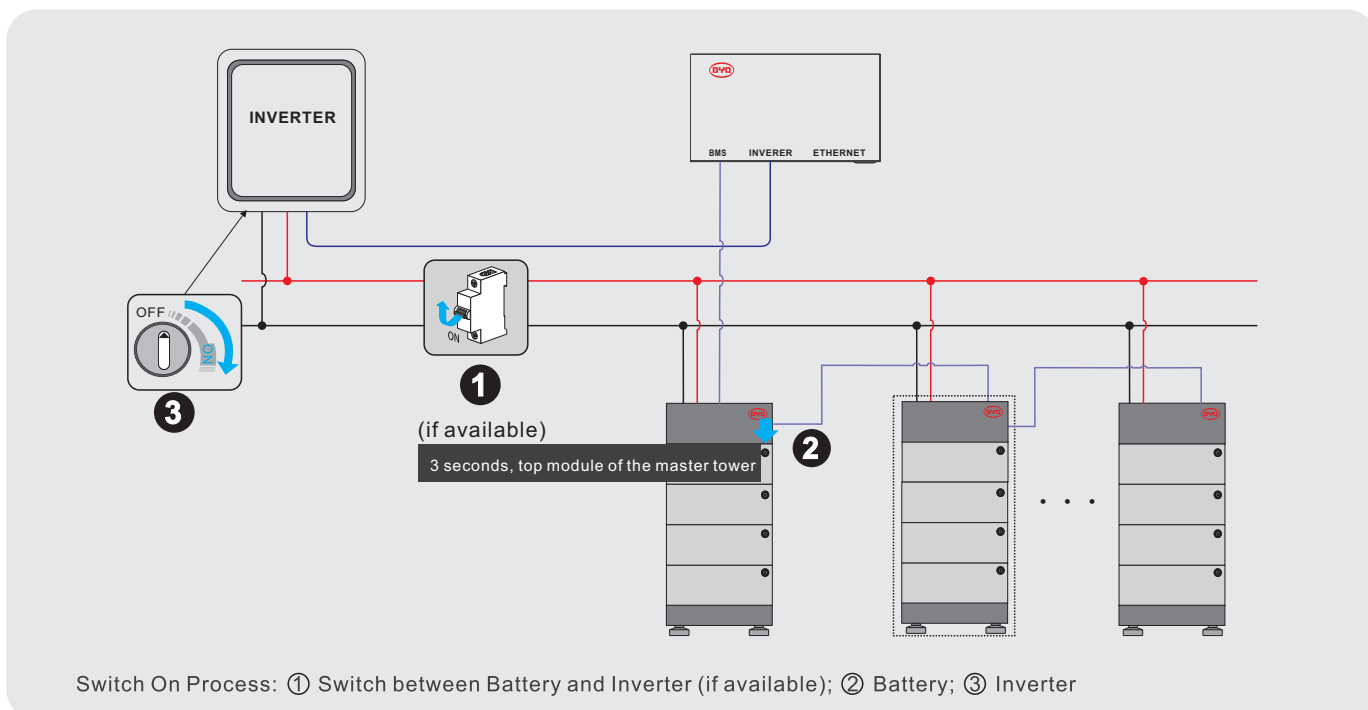 BYD
INVERTER
BMS INVERER ETHERNET
OFF
ON
ON
1
3
(if available)
BYD
BYD
BYD
2
3 seconds, top module of the master tower
. . .
Switch On Process: ① Switch between Battery and Inverter (if available); ② Battery; ③ Inverter